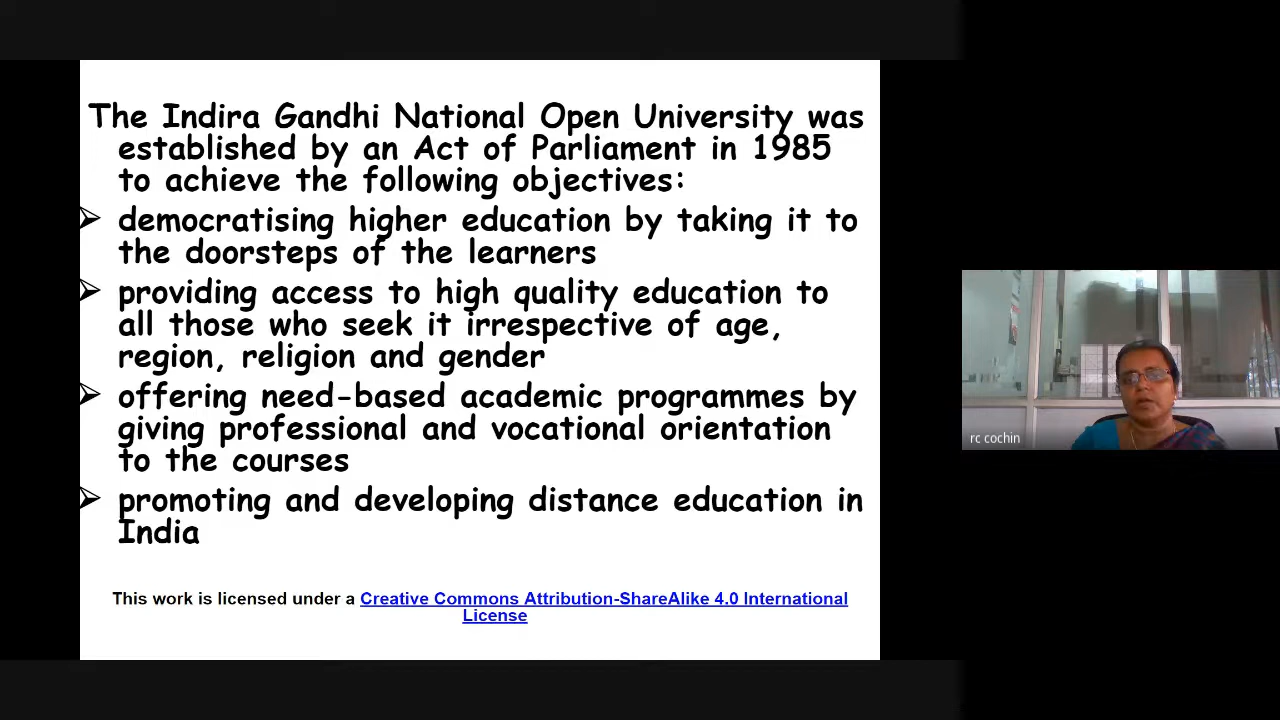 The Indira Gandhi National Open University was
established by an Act of Parliament in 1985
to achieve the following objectives:
➢ democratising higher education by taking it to
the doorsteps of the learners
➢ providing access to high quality education to
all those who seek it irrespective of age,
region, religion and gender
➢ offering need-based academic programmes by
giving professional and vocational orientation
to the courses
➢ promoting and developing distance education in
India
This work is licensed under a Creative Commons Attribution-ShareAlike 4.0 International
License
rc cochin